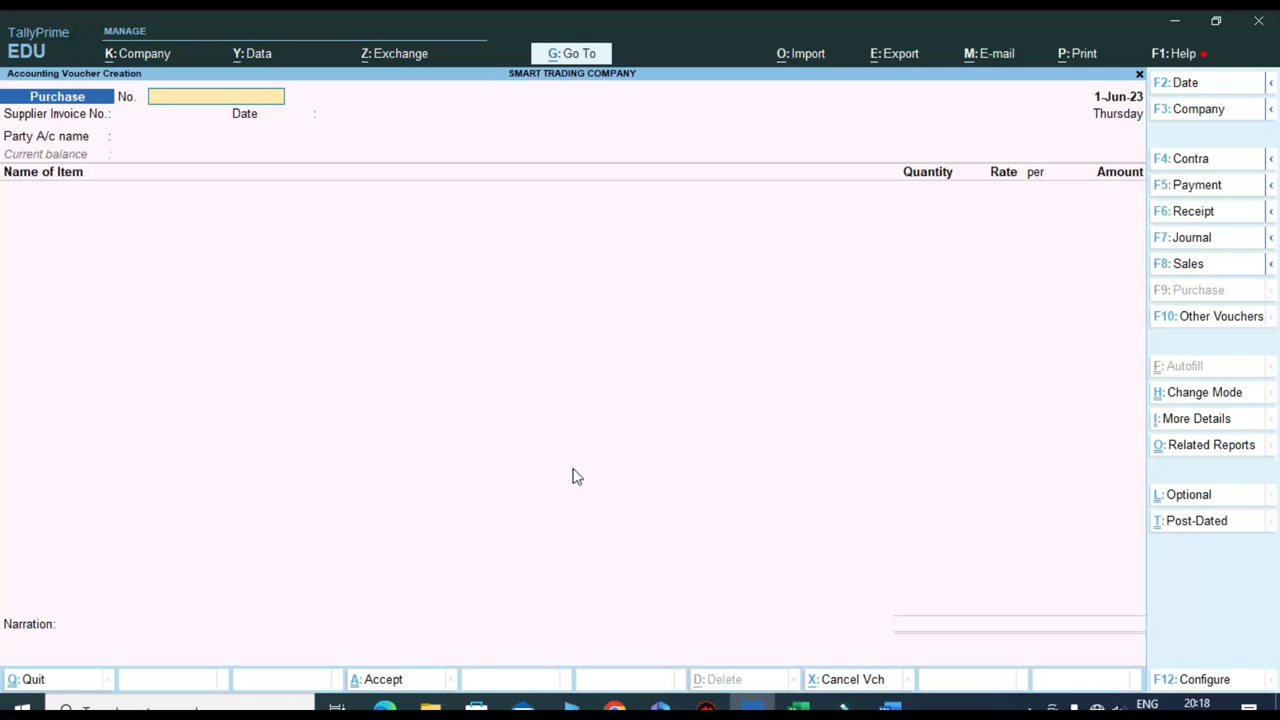 TallyPrime
EDU
MANAGE
K: Company
Y: Data
Z: Exchange
G: Go To
O: Import
E: Export
M: E-mail
P: Print
F1: Help
Accounting Voucher Creation
SMART TRADING COMPANY
×
Purchase No.
1-Jun-23
Supplier Invoice No.:
Date :
Thursday
Party A/c name :
Current balance :
Name of Item
Quantity
Rate per
Amount
Narration:
F2: Date
F3: Company
F4: Contra
F5: Payment
F6: Receipt
F7: Journal
F8: Sales
F9: Purchase
F10: Other Vouchers
F: Autofill
H: Change Mode
I: More Details
O: Related Reports
L: Optional
T: Post-Dated
Q: Quit
A: Accept
D: Delete
X: Cancel Vch
F12: Configure
ENG
20:18